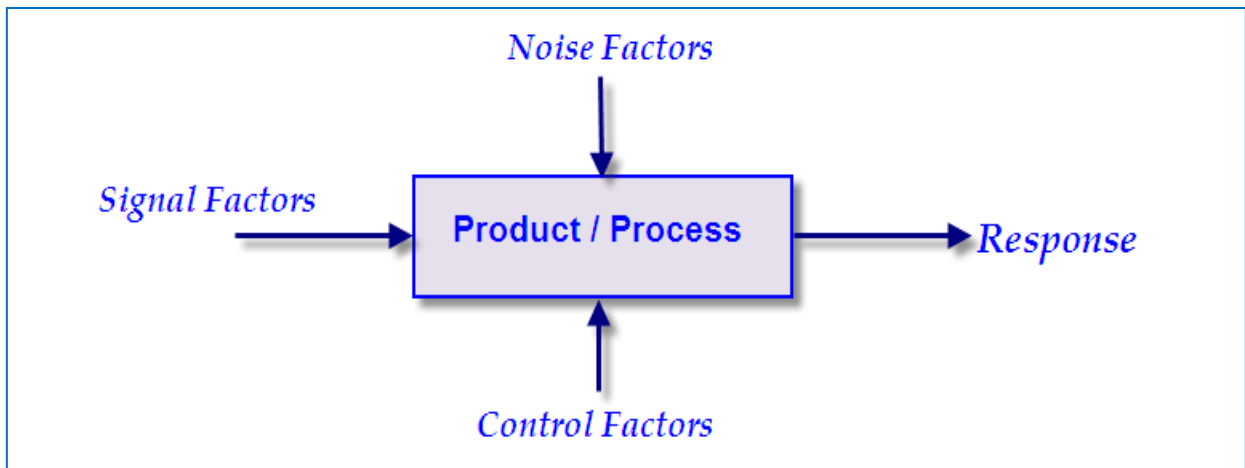 Noise Factors
Signal Factors
Product / Process
Response
Control Factors